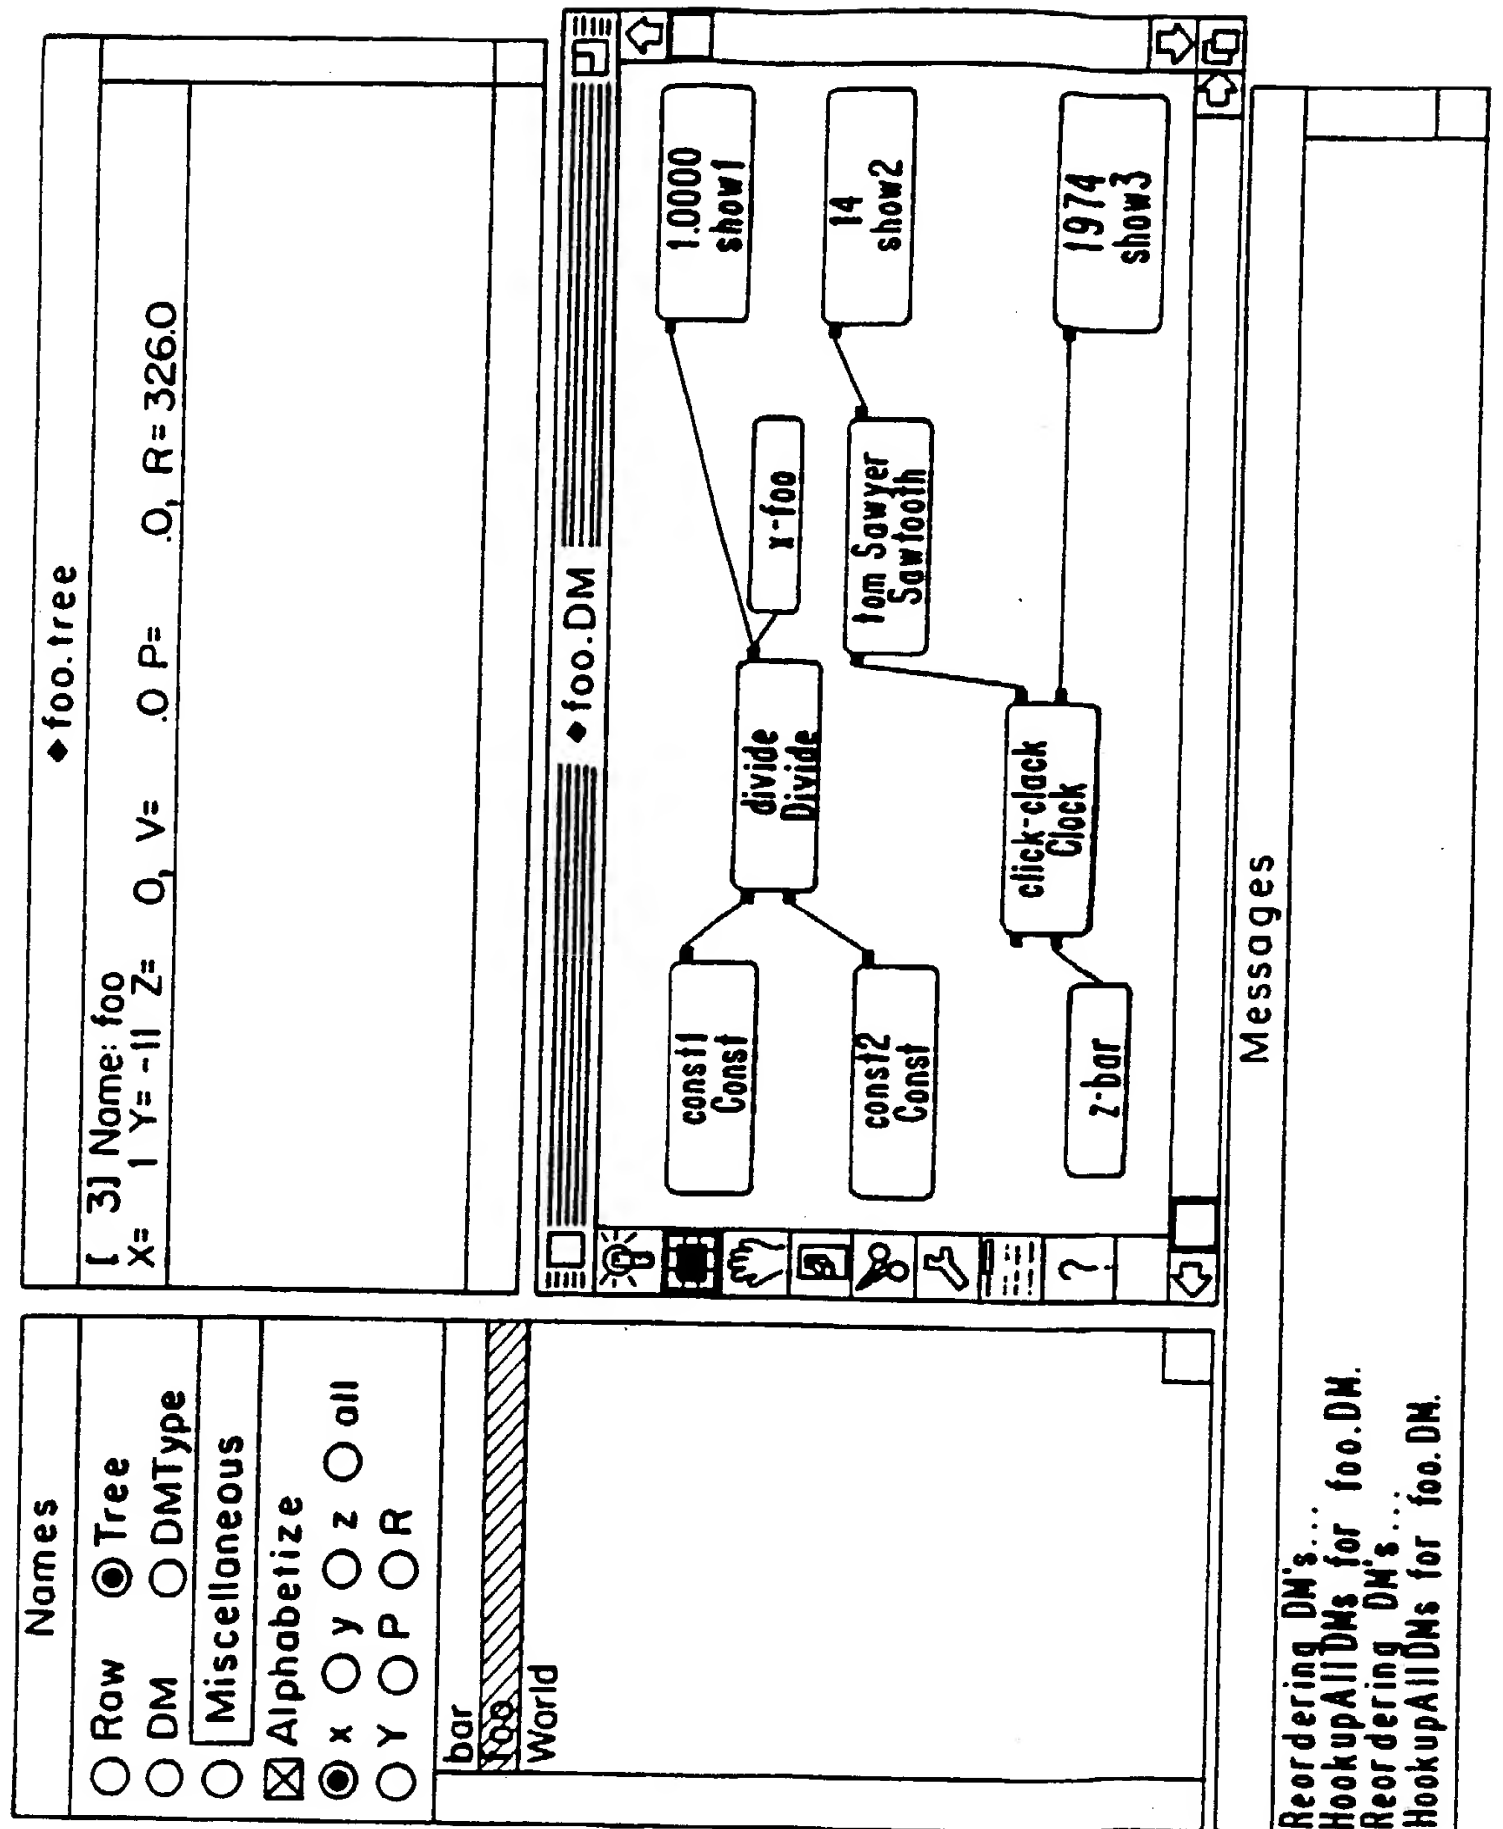 Names
Raw Tree
DM DMType
Miscellaneous
Alphabetize
x y z all
Y P R
bar
foo
World
◆foo.tree
[ 3] Name: foo
X= 1 Y= -11 Z= 0, V= .0 P= .0, R= 326.0
◆foo.DM
const1
Const
const2
Const
z-bar
divide
Divide
click-clack
Clock
x-foo
tom Sawyer
Sawtooth
1.0000
show1
14
show2
1974
show3
?
Messages
Reordering DM's...
HookupAllDMs for foo.DM.
Reordering DM's...
HookupAllDMs for foo.DM.